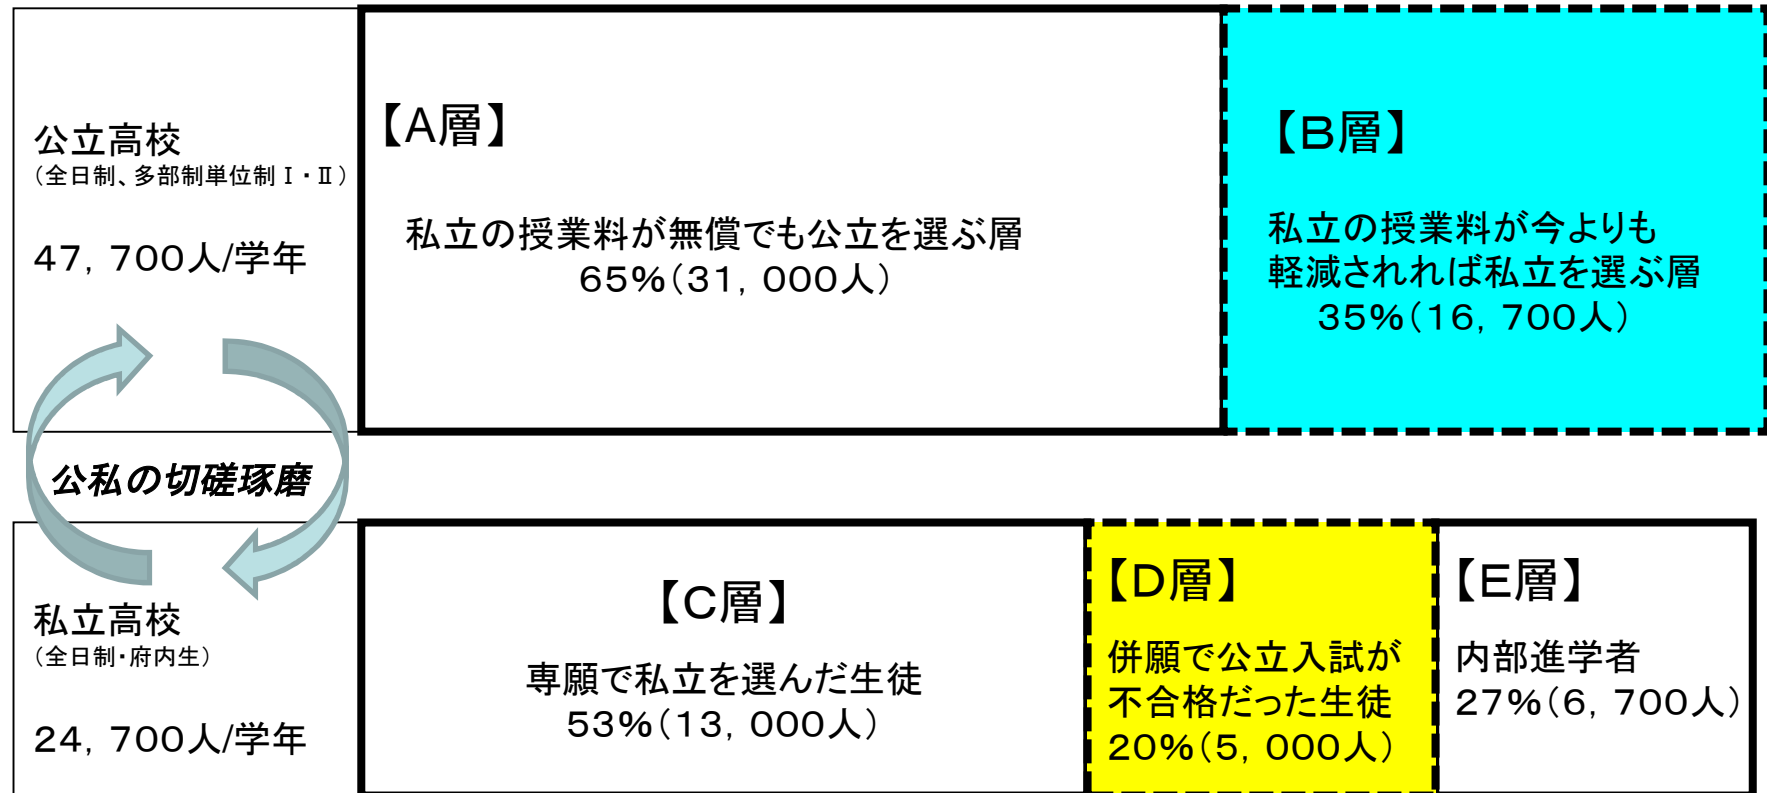 公立高校
(全日制、多部制単位制Ⅰ・Ⅱ)
47,700人/学年
【A層】
私立の授業料が無償でも公立を選ぶ層
65%(31,000人)
【B層】
私立の授業料が今よりも
軽減されれば私立を選ぶ層
35%(16,700人)
公私の切磋琢磨
私立高校
(全日制・府内生)
24,700人/学年
【C層】
専願で私立を選んだ生徒
53%(13,000人)
【D層】
併願で公立入試が
不合格だった生徒
20%(5,000人)
【E層】
内部進学者
27%(6,700人)